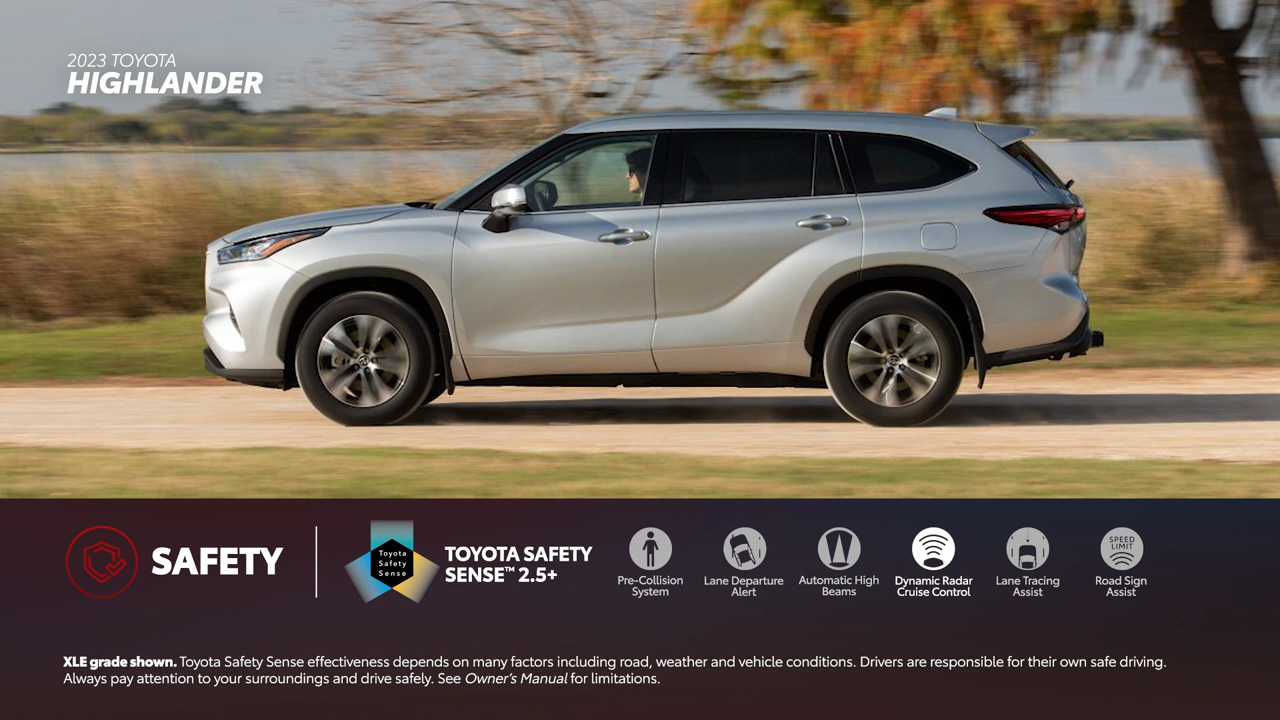 2023 TOYOTA
HIGHLANDER
SAFETY
Toyota
Safety
Sense
TOYOTA SAFETY
SENSE™ 2.5+
Pre-Collision
System
Lane Departure
Alert
Automatic High
Beams
Dynamic Radar
Cruise Control
Lane Tracing
Assist
SPEED
LIMIT
Road Sign
Assist
XLE grade shown. Toyota Safety Sense effectiveness depends on many factors including road, weather and vehicle conditions. Drivers are responsible for their own safe driving.
Always pay attention to your surroundings and drive safely. See Owner's Manual for limitations.